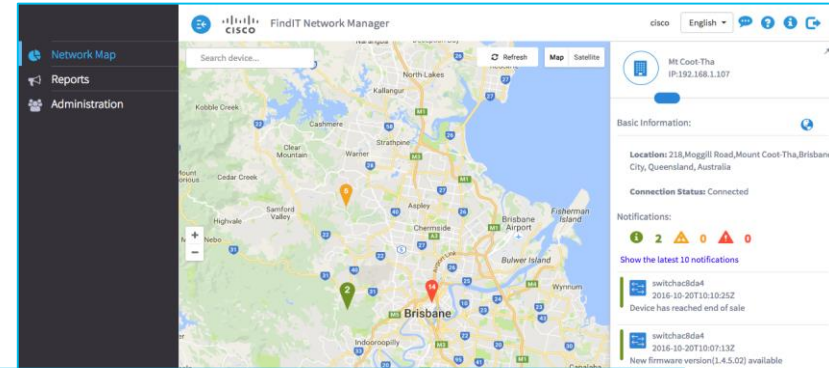 CISCO
FindIT Network Manager
cisco
English
Network Map
Reports
Administration
Search device...
Refresh
Map
Satellite
North Lakes
Kallangur
Kobble Creek
Cashmere
Strathpine
Clear
Mountain
Warner
Cedar Creek
Samford
Valley
Highvale
Aspley
Chermside
Brisbane
Airport
Fisherman
Island
Nebo
Bulwer Island
Wynnum
Brisbane
Indooroopilly
M1
M3
6
2
14
+
−
Mt Coot-Tha
IP:192.168.1.107
Basic Information:
Location: 218,Moggill Road,Mount Coot-Tha,Brisbane
City, Queensland, Australia
Connection Status: Connected
Notifications:
2 0 0
Show the latest 10 notifications
switchac8da4
2016-10-20T10:10:25Z
Device has reached end of sale
switchac8da4
2016-10-20T10:07:13Z
New firmware version(1.4.5.02) available